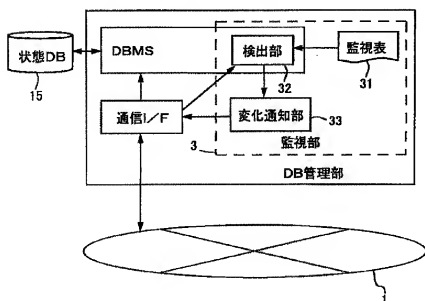 状態DB
15
DBMS
検出部
32
監視表
31
通信I/F
変化通知部
33
3
監視部
DB管理部
1